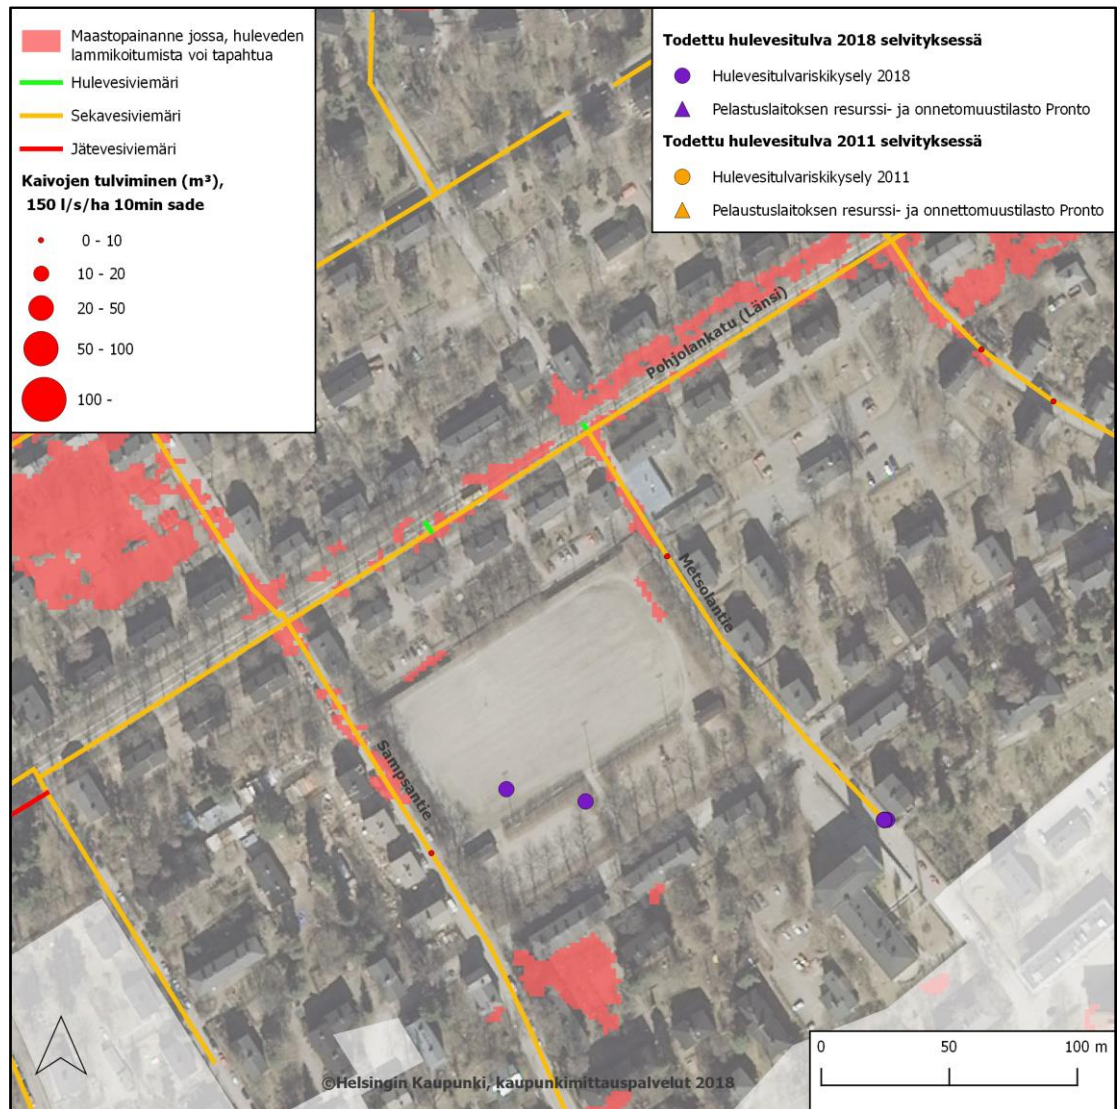 Maastopainanne jossa, huleveden
lammikoitumista voi tapahtua
Hulevesiviemäri
Sekavesiviemäri
Jätevesiviemäri
Kaivojen tulviminen (m³),
150 l/s/ha 10min sade
0 - 10
10 - 20
20 - 50
50 - 100
100 -
Todettu hulevesitulva 2018 selvityksessä
Hulevesitulvariskikysely 2018
Pelastuslaitoksen resurssi- ja onnetomuustilasto Pronto
Todettu hulevesitulva 2011 selvityksessä
Hulevesitulvariskikysely 2011
Pelaustuslaitoksen resurssi- ja onnettomuustilasto Pronto
Pohjolankatu (Länsi)
Metsolantie
Sampsantie
©Helsingin Kaupunki, kaupunkimittauspalvelut 2018
0 50 100 m